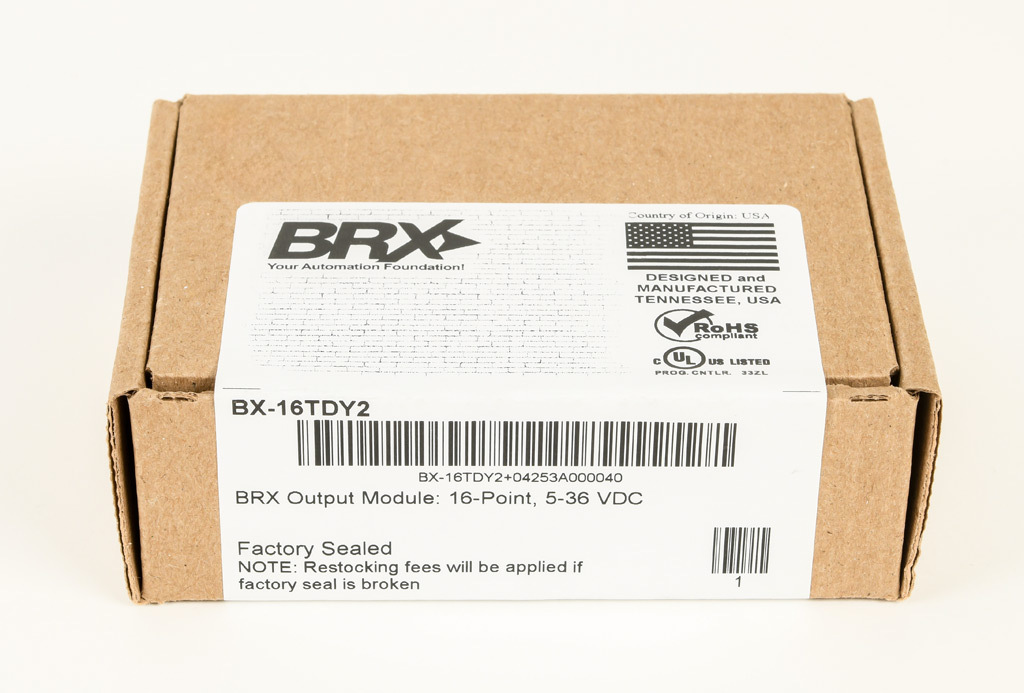 BRX
Your Automation Foundation!
Country of Origin: USA
DESIGNED and
MANUFACTURED
TENNESSEE, USA
RoHS
compliant
C UL US LISTED
PROG. CNTLR. 33ZL
BX-16TDY2
BX-16TDY2+04253A000040
BRX Output Module: 16-Point, 5-36 VDC
Factory Sealed
NOTE: Restocking fees will be applied if
factory seal is broken
1